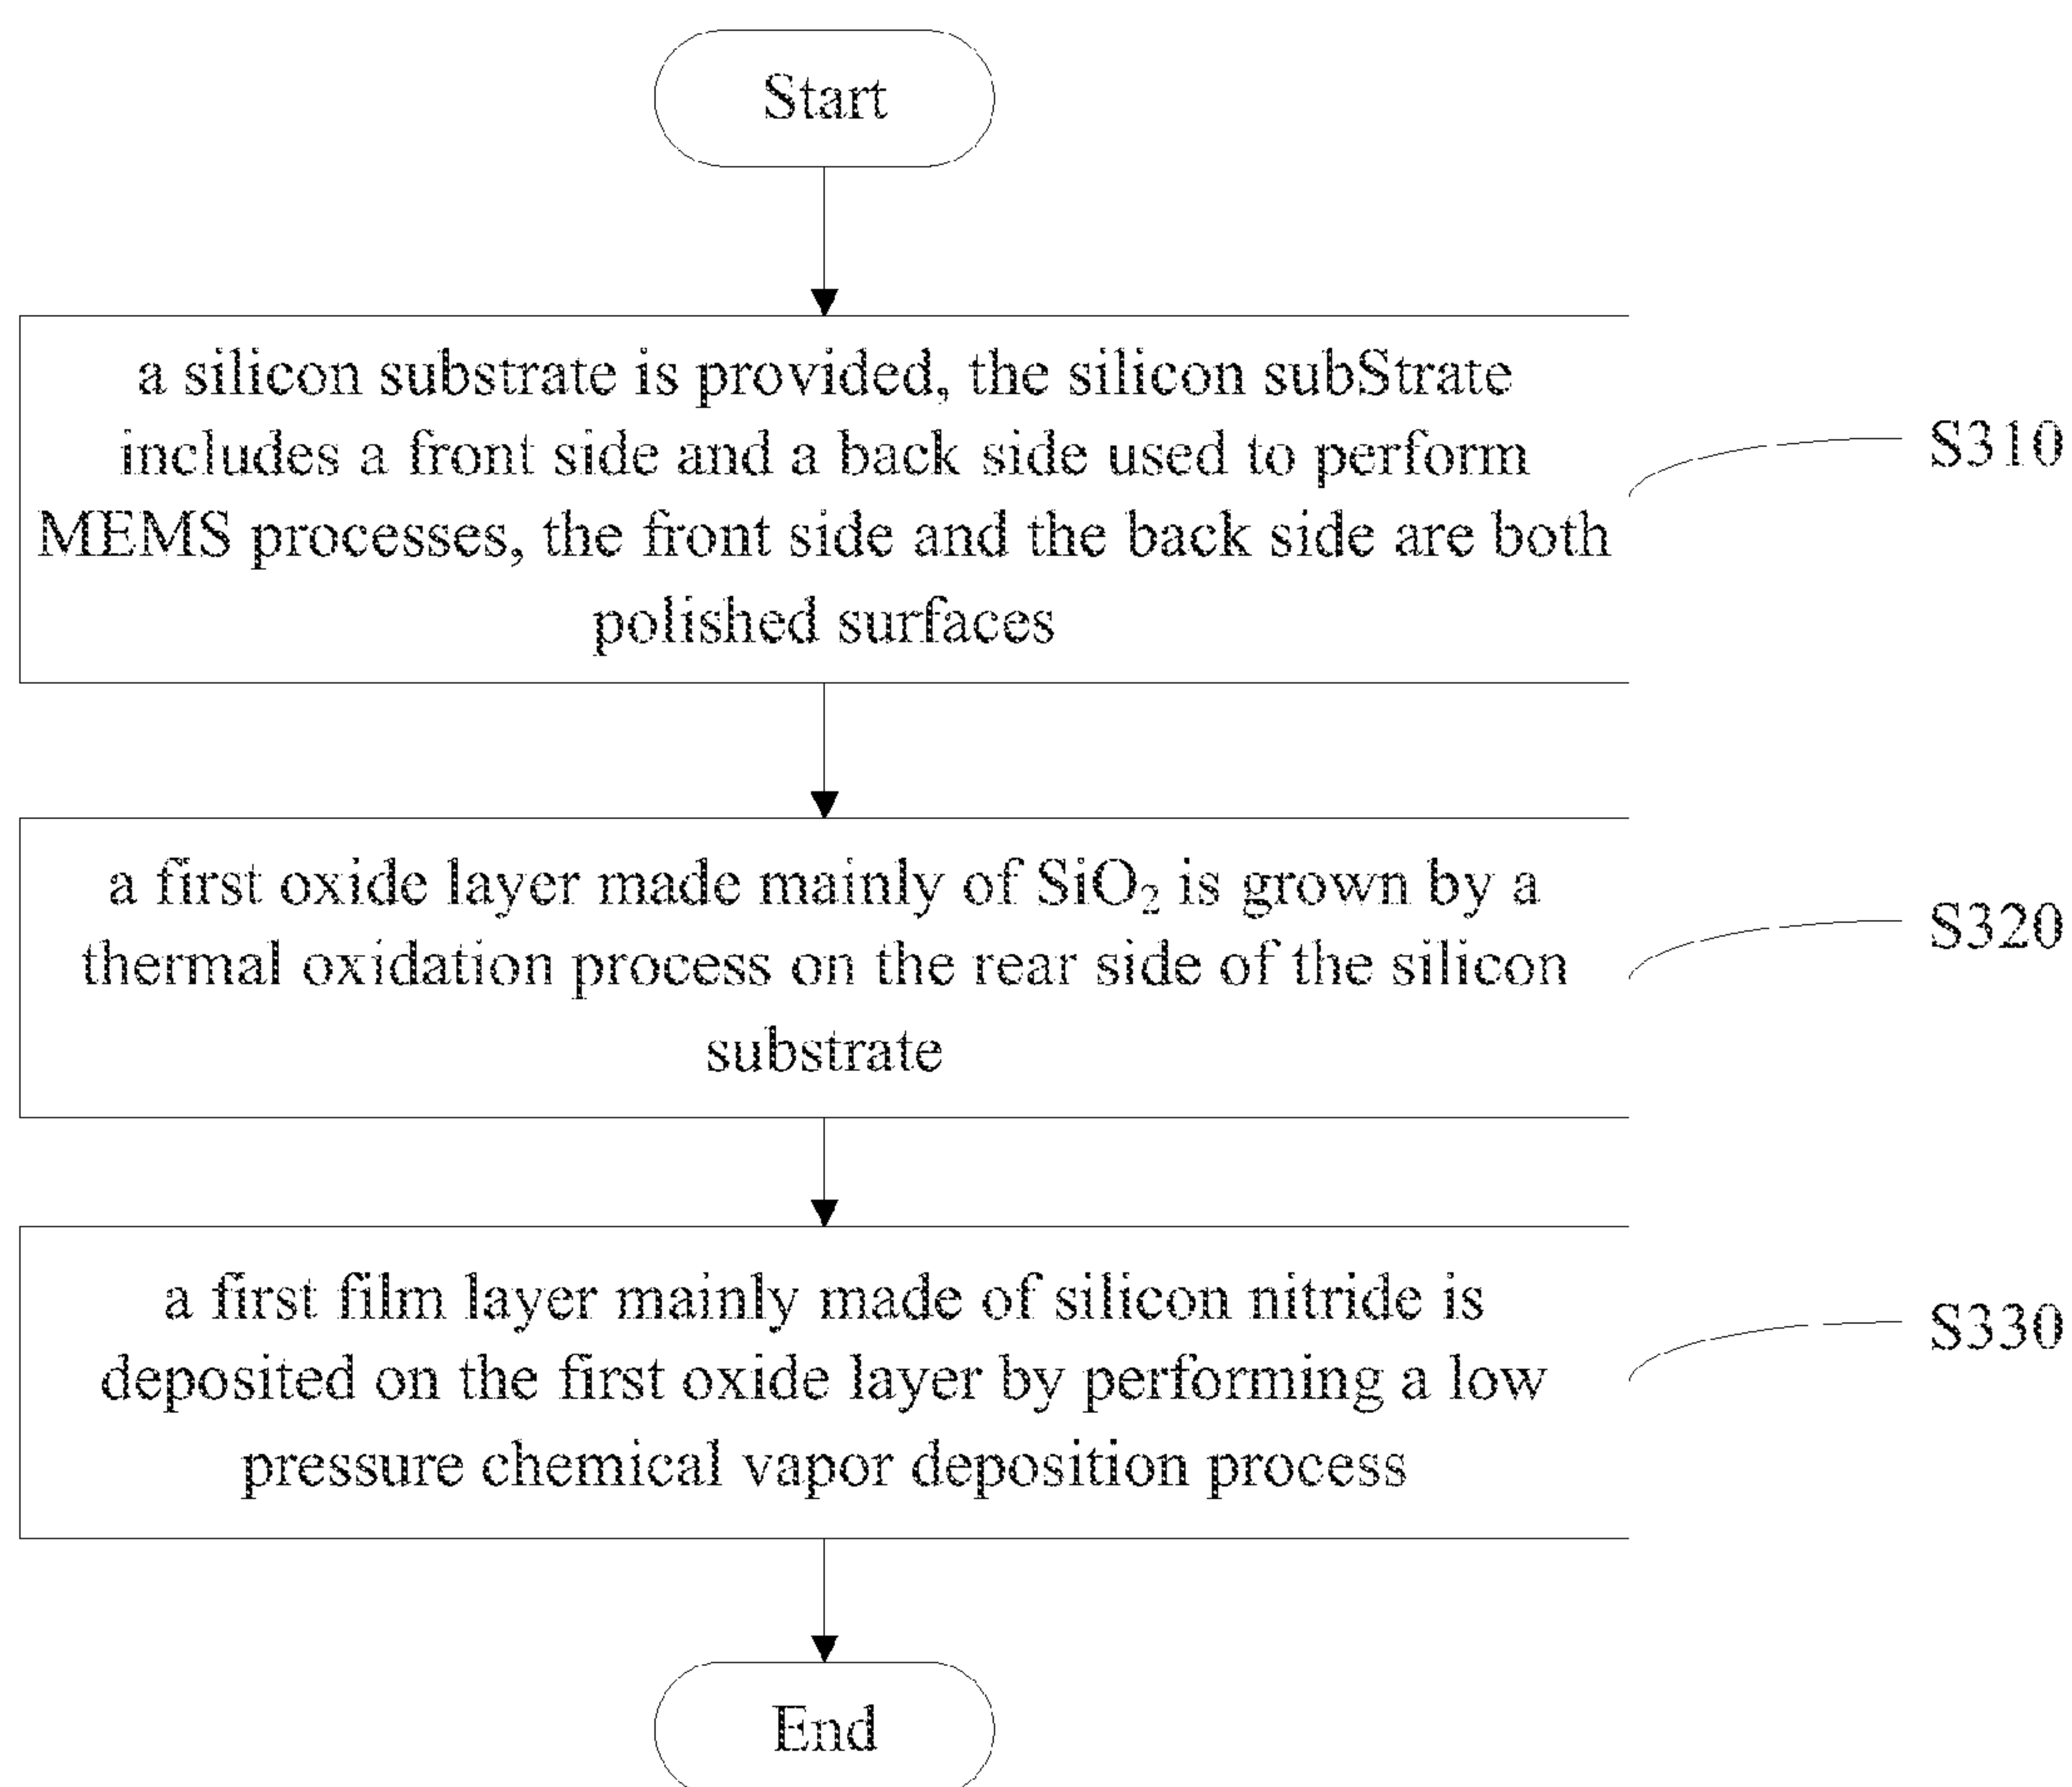 Start
a silicon substrate is provided, the silicon subStrate
includes a front side and a back side used to perform
MEMS processes, the front side and the back side are both
polished surfaces
S310
a first oxide layer made mainly of SiO₂ is grown by a
thermal oxidation process on the rear side of the silicon
substrate
S320
a first film layer mainly made of silicon nitride is
deposited on the first oxide layer by performing a low
pressure chemical vapor deposition process
S330
End